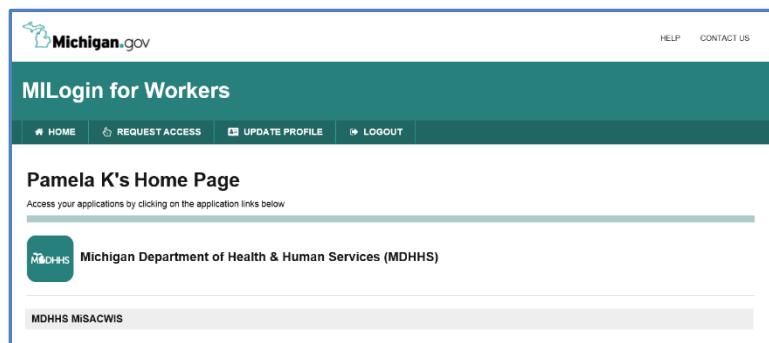 Michigan.gov
HELP CONTACT US
MILogin for Workers
HOME REQUEST ACCESS UPDATE PROFILE LOGOUT
Pamela K's Home Page
Access your applications by clicking on the application links below
MDHHS Michigan Department of Health & Human Services (MDHHS)
MDHHS MiSACWIS